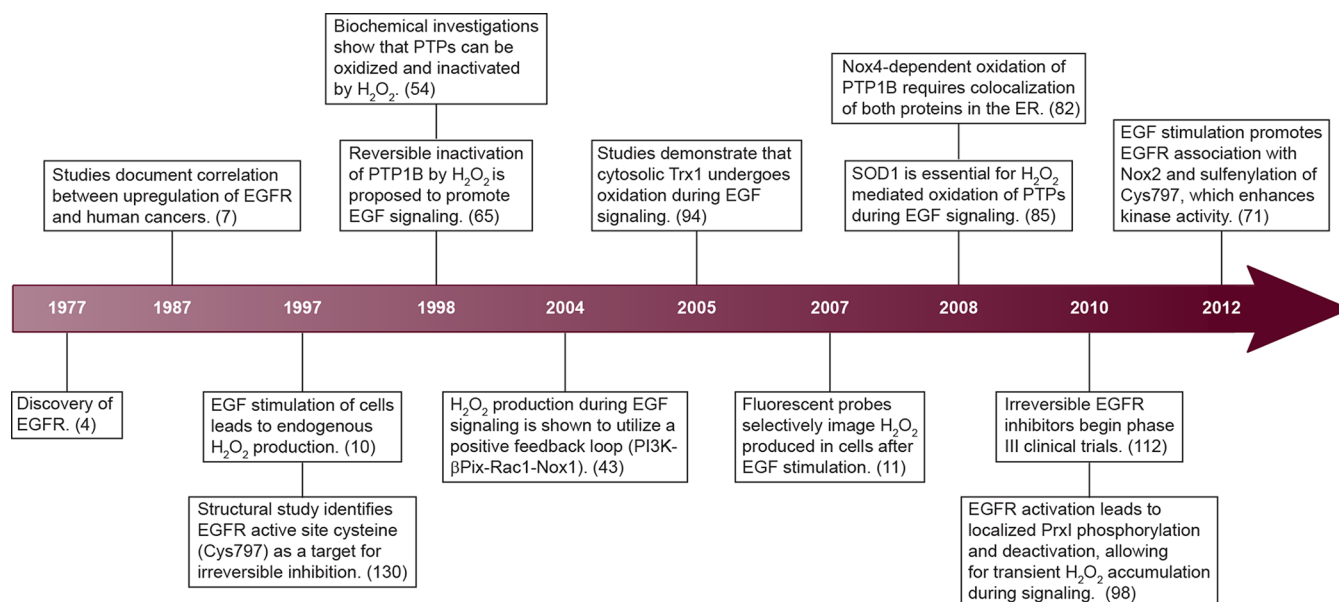 Biochemical investigations
show that PTPs can be
oxidized and inactivated
by H₂O₂. (54)
Nox4-dependent oxidation of
PTP1B requires colocalization
of both proteins in the ER. (82)
Studies document correlation
between upregulation of EGFR
and human cancers. (7)
Reversible inactivation
of PTP1B by H₂O₂ is
proposed to promote
EGF signaling. (65)
Studies demonstrate that
cytosolic Trx1 undergoes
oxidation during EGF
signaling. (94)
SOD1 is essential for H₂O₂
mediated oxidation of PTPs
during EGF signaling. (85)
EGF stimulation promotes
EGFR association with
Nox2 and sulfenylation of
Cys797, which enhances
kinase activity. (71)
1977 1987 1997 1998 2004 2005 2007 2008 2010 2012
Discovery of
EGFR. (4)
EGF stimulation of cells
leads to endogenous
H₂O₂ production. (10)
Structural study identifies
EGFR active site cysteine
(Cys797) as a target for
irreversible inhibition. (130)
H₂O₂ production during EGF
signaling is shown to utilize a
positive feedback loop (PI3K-
βPix-Rac1-Nox1). (43)
Fluorescent probes
selectively image H₂O₂
produced in cells after
EGF stimulation. (11)
Irreversible EGFR
inhibitors begin phase
III clinical trials. (112)
EGFR activation leads to
localized PrxI phosphorylation
and deactivation, allowing
for transient H₂O₂ accumulation
during signaling. (98)